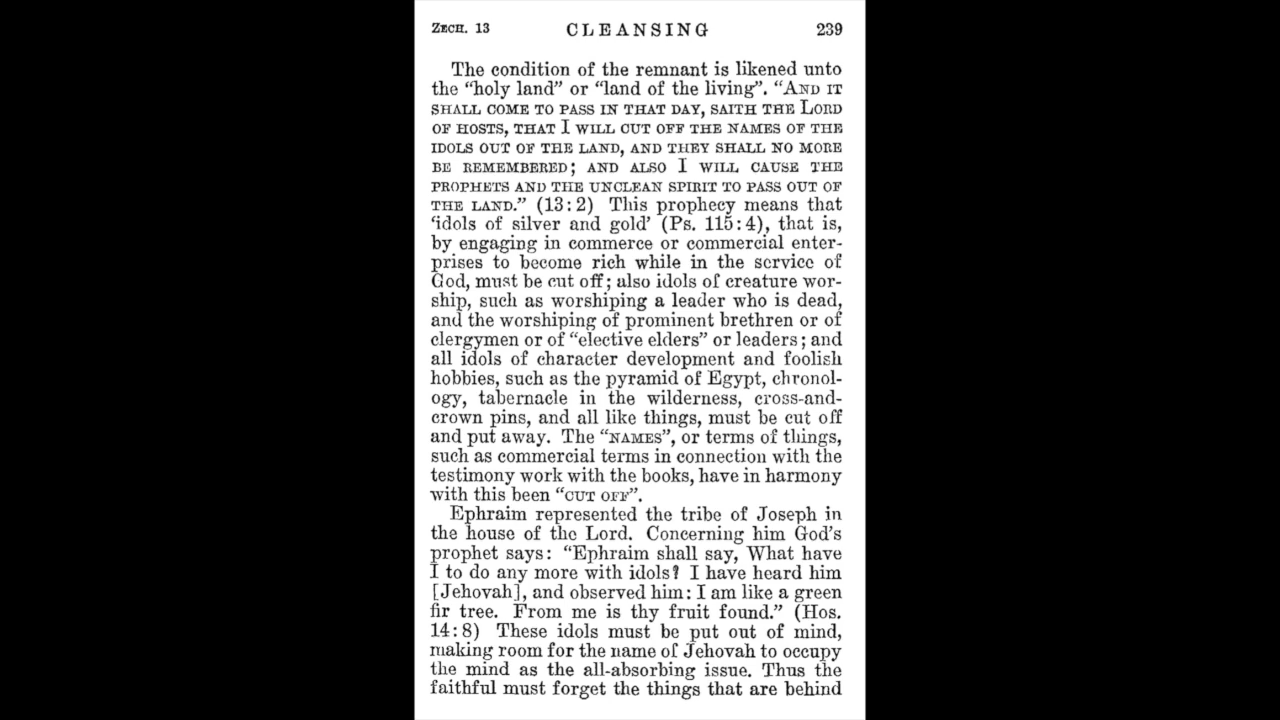 ZECH. 13 CLEANSING 239
The condition of the remnant is likened unto
the “holy land” or “land of the living”. “AND IT
SHALL COME TO PASS IN THAT DAY, SAITH THE LORD
OF HOSTS, THAT I WILL CUT OFF THE NAMES OF THE
IDOLS OUT OF THE LAND, AND THEY SHALL NO MORE
BE REMEMBERED; AND ALSO I WILL CAUSE THE
PROPHETS AND THE UNCLEAN SPIRIT TO PASS OUT OF
THE LAND.” (13:2) This prophecy means that
‘idols of silver and gold’ (Ps. 115:4), that is,
by engaging in commerce or commercial enter-
prises to become rich while in the service of
God, must be cut off; also idols of creature wor-
ship, such as worshiping a leader who is dead,
and the worshiping of prominent brethren or of
clergymen or of “elective elders” or leaders; and
all idols of character development and foolish
hobbies, such as the pyramid of Egypt, chronol-
ogy, tabernacle in the wilderness, cross-and-
crown pins, and all like things, must be cut off
and put away. The “NAMES”, or terms of things,
such as commercial terms in connection with the
testimony work with the books, have in harmony
with this been “CUT OFF”.
Ephraim represented the tribe of Joseph in
the house of the Lord. Concerning him God’s
prophet says: “Ephraim shall say, What have
I to do any more with idols? I have heard him
[Jehovah], and observed him: I am like a green
fir tree. From me is thy fruit found.” (Hos.
14:8) These idols must be put out of mind,
making room for the name of Jehovah to occupy
the mind as the all-absorbing issue. Thus the
faithful must forget the things that are behind